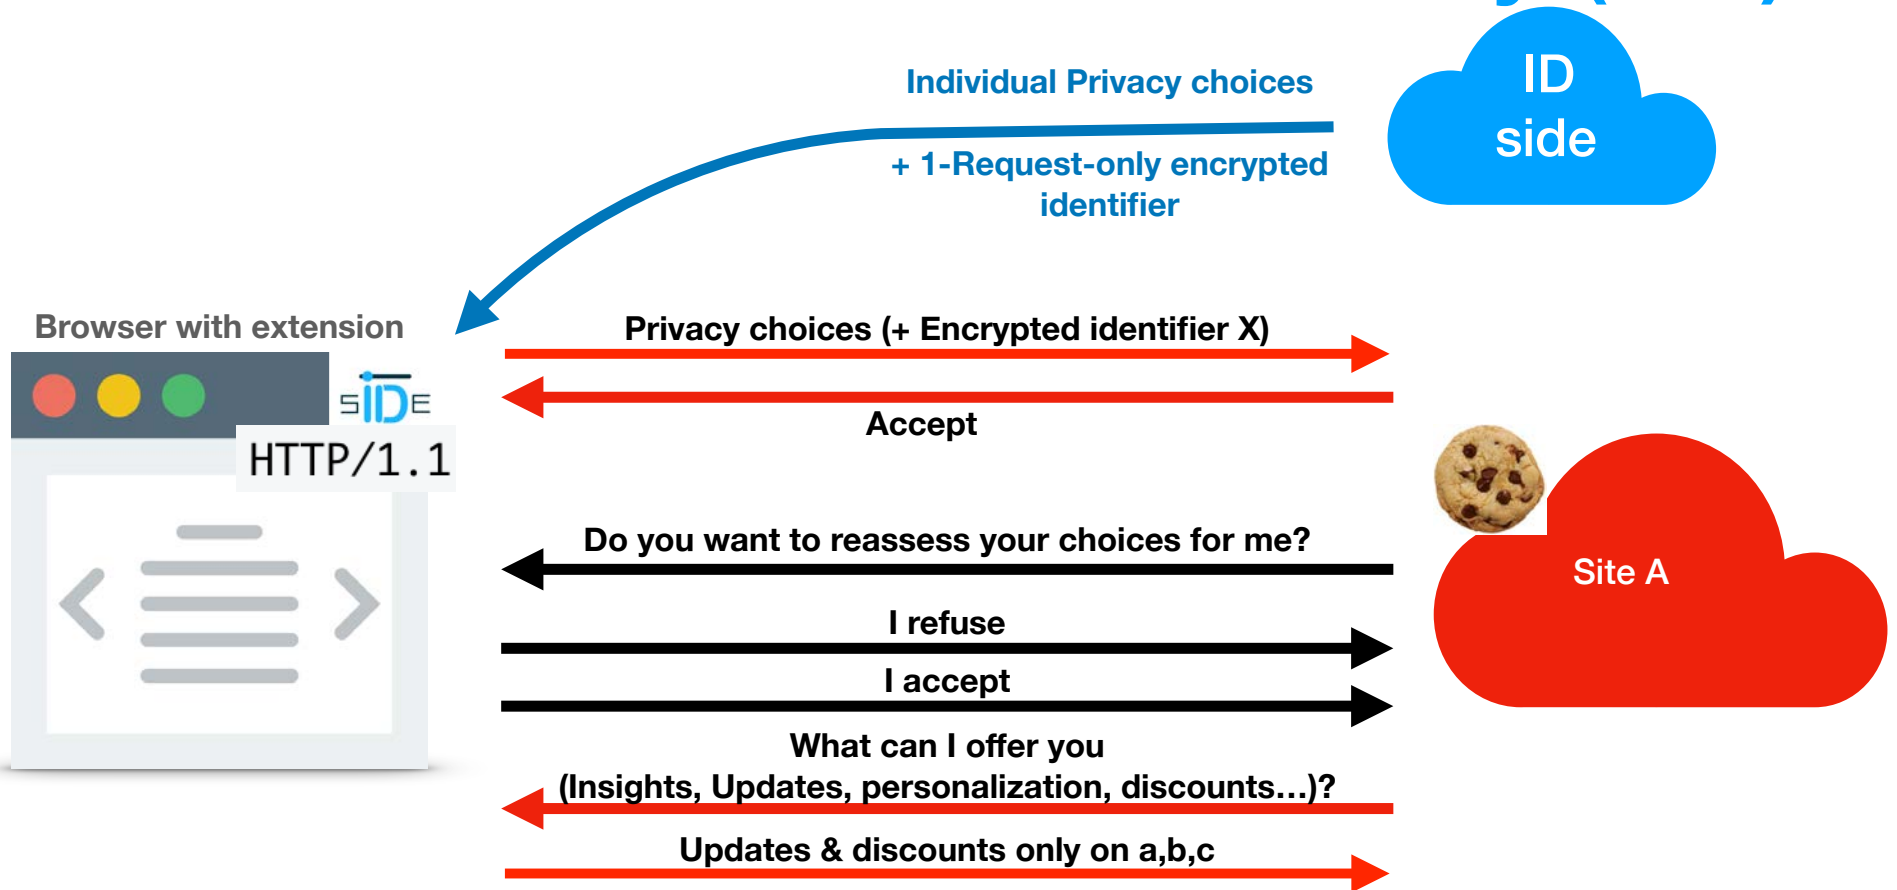 ID
side
Individual Privacy choices
+ 1-Request-only encrypted
identifier
Browser with extension
sIDE
HTTP/1.1
Privacy choices (+ Encrypted identifier X)
Accept
Do you want to reassess your choices for me?
Site A
I refuse
I accept
What can I offer you
(Insights, Updates, personalization, discounts…)?
Updates & discounts only on a,b,c